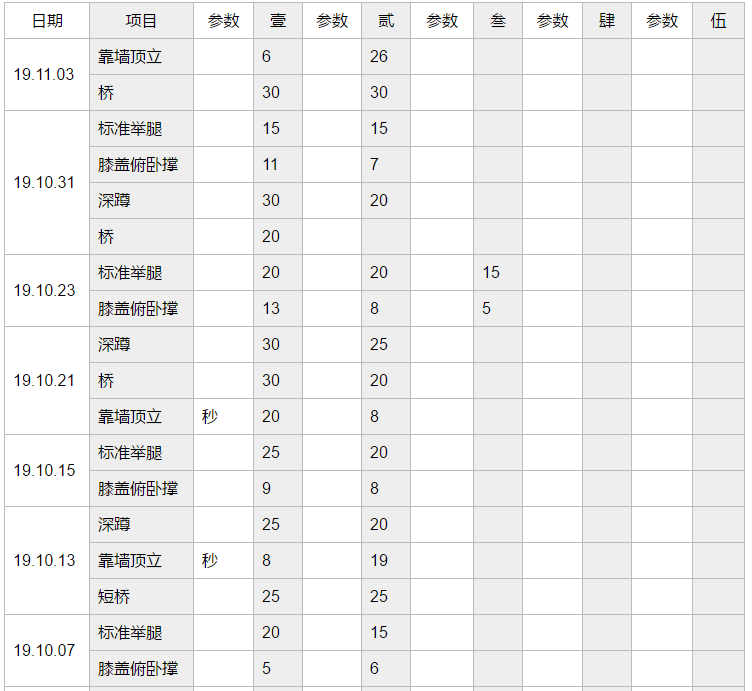 日期 项目 参数 壹 参数 贰 参数 叁 参数 肆 参数 伍
19.11.03 靠墙顶立 6 26
桥 30 30
19.10.31 标准举腿 15 15
膝盖俯卧撑 11 7
深蹲 30 20
桥 20
19.10.23 标准举腿 20 20 15
膝盖俯卧撑 13 8 5
19.10.21 深蹲 30 25
桥 30 20
靠墙顶立 秒 20 8
19.10.15 标准举腿 25 20
膝盖俯卧撑 9 8
19.10.13 深蹲 25 20
靠墙顶立 秒 8 19
短桥 25 25
19.10.07 标准举腿 20 15
膝盖俯卧撑 5 6